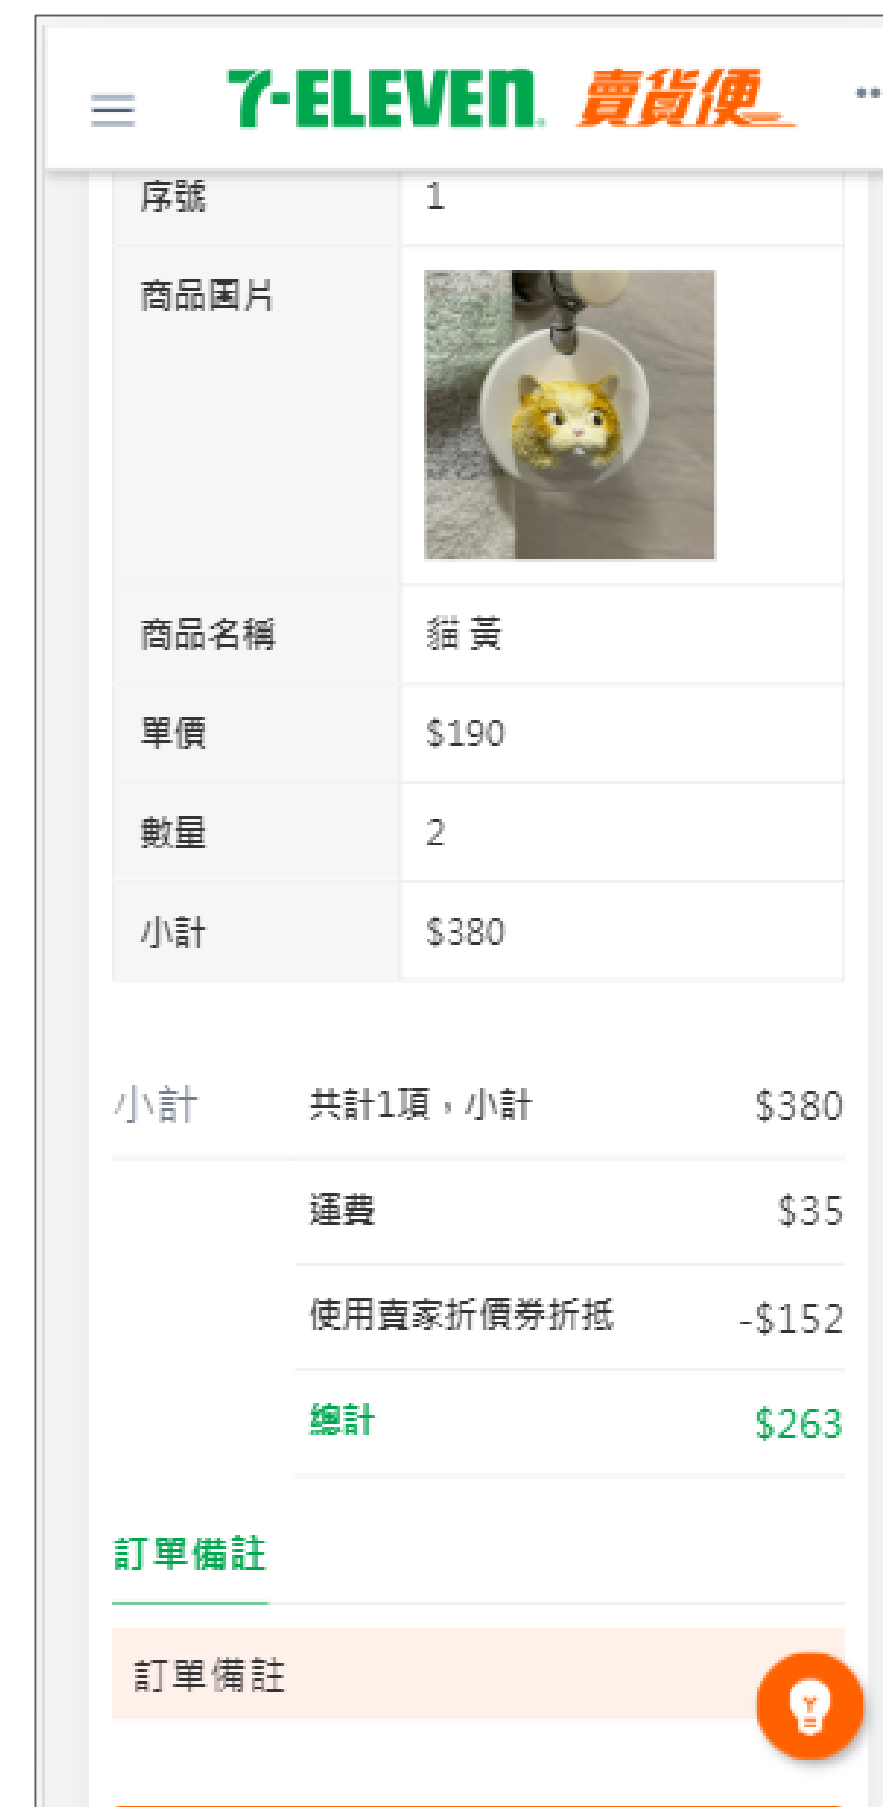 7-ELEVEN. 賣貨便
序號 1
商品圖片
商品名稱 貓 黃
單價 $190
數量 2
小計 $380
小計 共計1項，小計 $380
運費 $35
使用賣家折價券折抵 -$152
總計 $263
訂單備註
訂單備註